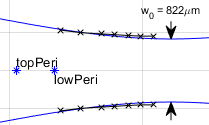 w₀ = 822μm
topPeri
lowPeri